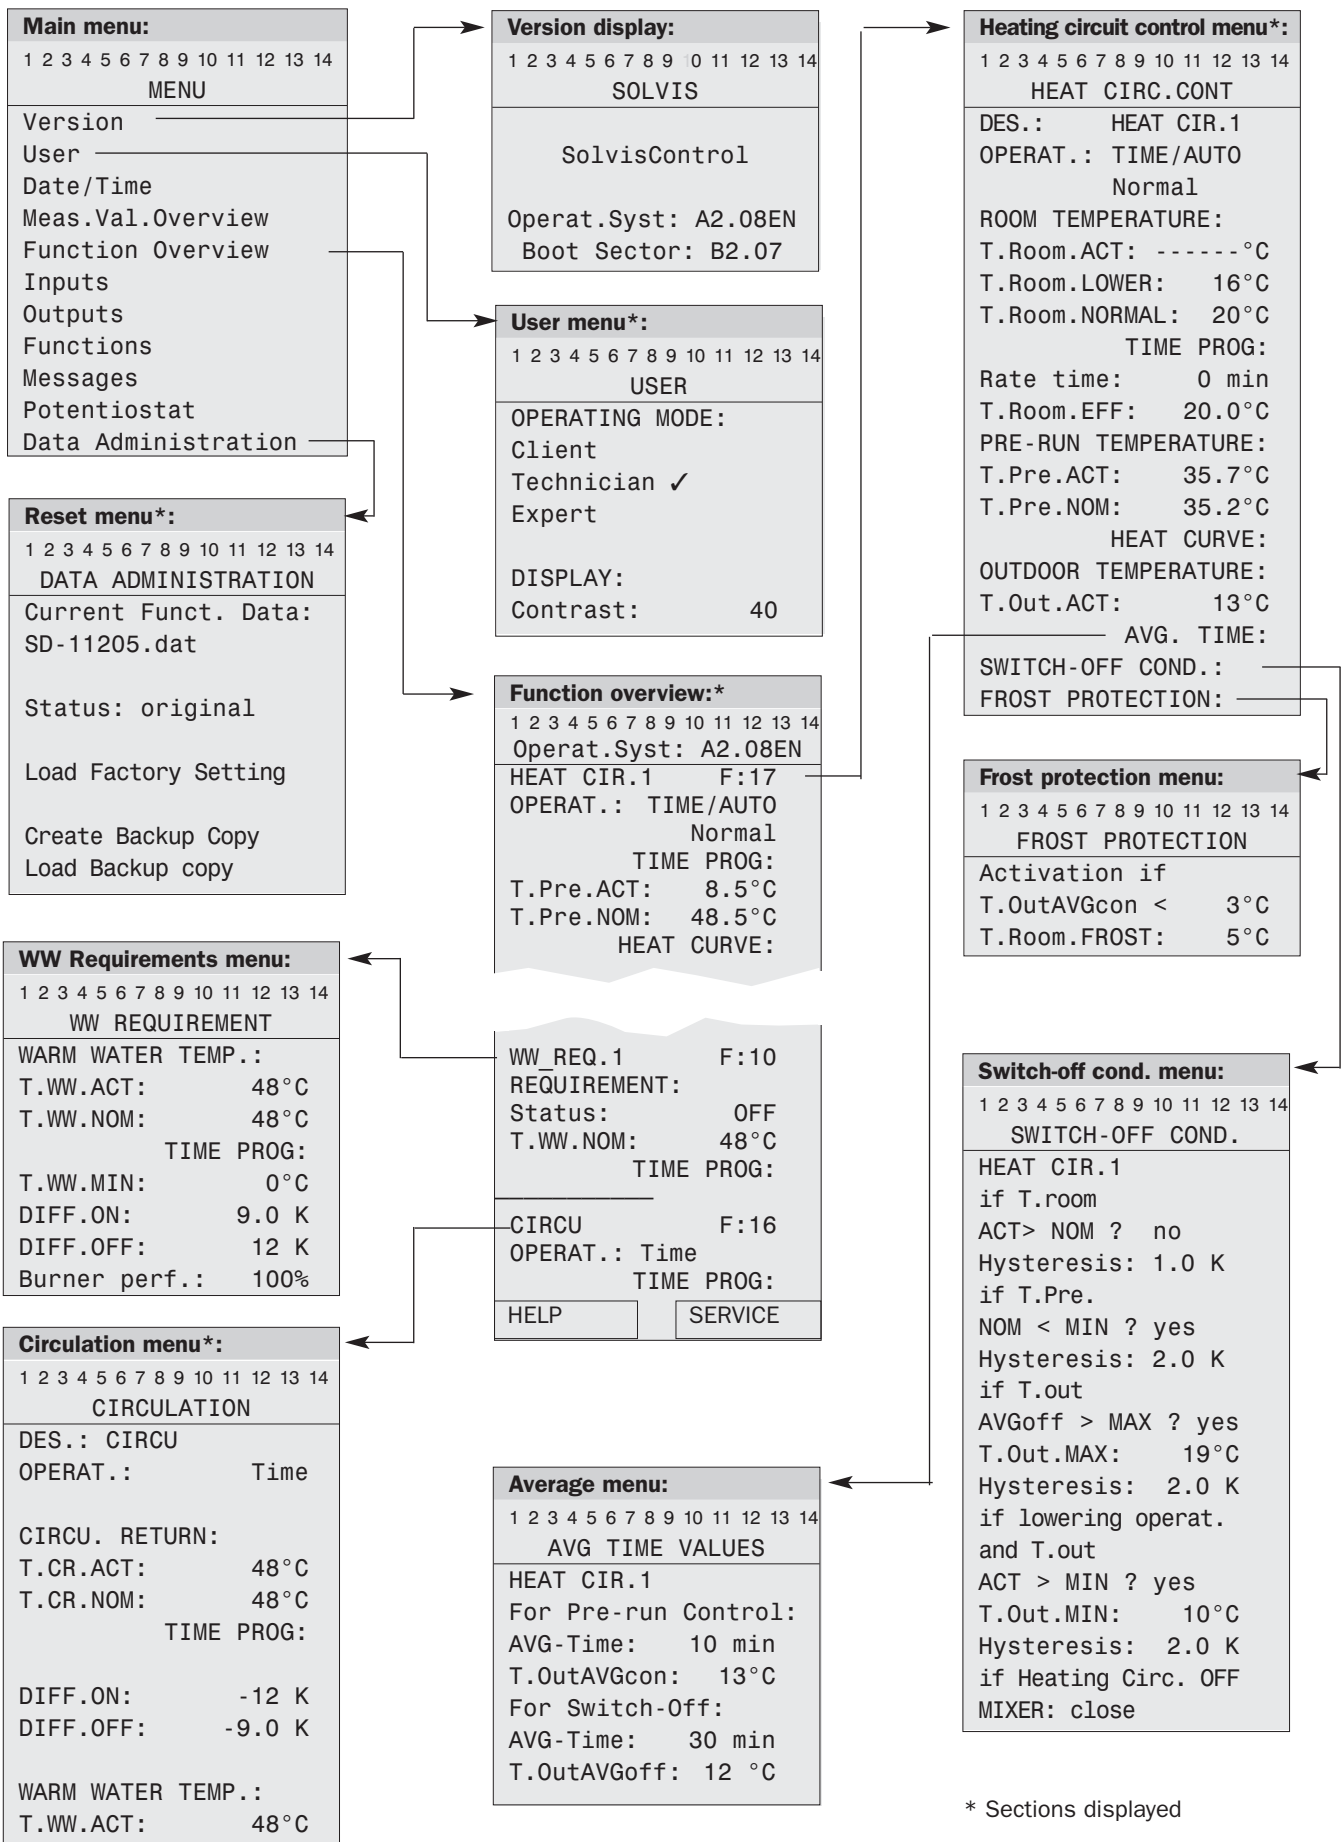 Main menu:
1 2 3 4 5 6 7 8 9 10 11 12 13 14
MENU
Version
User
Date/Time
Meas.Val.Overview
Function Overview
Inputs
Outputs
Functions
Messages
Potentiostat
Data Administration
Reset menu*:
1 2 3 4 5 6 7 8 9 10 11 12 13 14
DATA ADMINISTRATION
Current Funct. Data:
SD-11205.dat
Status: original
Load Factory Setting
Create Backup Copy
Load Backup copy
WW Requirements menu:
1 2 3 4 5 6 7 8 9 10 11 12 13 14
WW REQUIREMENT
WARM WATER TEMP.:
T.WW.ACT: 48°C
T.WW.NOM: 48°C
TIME PROG:
T.WW.MIN: 0°C
DIFF.ON: 9.0 K
DIFF.OFF: 12 K
Burner perf.: 100%
Circulation menu*:
1 2 3 4 5 6 7 8 9 10 11 12 13 14
CIRCULATION
DES.: CIRCU
OPERAT.: Time
CIRCU. RETURN:
T.CR.ACT: 48°C
T.CR.NOM: 48°C
TIME PROG:
DIFF.ON: -12 K
DIFF.OFF: -9.0 K
WARM WATER TEMP.:
T.WW.ACT: 48°C
Version display:
1 2 3 4 5 6 7 8 9 10 11 12 13 14
SOLVIS
SolvisControl
Operat.Syst: A2.08EN
Boot Sector: B2.07
User menu*:
1 2 3 4 5 6 7 8 9 10 11 12 13 14
USER
OPERATING MODE:
Client
Technician ✓
Expert
DISPLAY:
Contrast: 40
Function overview:*
1 2 3 4 5 6 7 8 9 10 11 12 13 14
Operat.Syst: A2.08EN
HEAT CIR.1 F:17
OPERAT.: TIME/AUTO
Normal
TIME PROG:
T.Pre.ACT: 8.5°C
T.Pre.NOM: 48.5°C
HEAT CURVE:
WW_REQ.1 F:10
REQUIREMENT:
Status: OFF
T.WW.NOM: 48°C
TIME PROG:
CIRCU F:16
OPERAT.: Time
TIME PROG:
HELP SERVICE
Average menu:
1 2 3 4 5 6 7 8 9 10 11 12 13 14
AVG TIME VALUES
HEAT CIR.1
For Pre-run Control:
AVG-Time: 10 min
T.OutAVGcon: 13°C
For Switch-Off:
AVG-Time: 30 min
T.OutAVGoff: 12 °C
Heating circuit control menu*:
1 2 3 4 5 6 7 8 9 10 11 12 13 14
HEAT CIRC.CONT
DES.: HEAT CIR.1
OPERAT.: TIME/AUTO
Normal
ROOM TEMPERATURE:
T.Room.ACT: ------°C
T.Room.LOWER: 16°C
T.Room.NORMAL: 20°C
TIME PROG:
Rate time: 0 min
T.Room.EFF: 20.0°C
PRE-RUN TEMPERATURE:
T.Pre.ACT: 35.7°C
T.Pre.NOM: 35.2°C
HEAT CURVE:
OUTDOOR TEMPERATURE:
T.Out.ACT: 13°C
AVG. TIME:
SWITCH-OFF COND.:
FROST PROTECTION:
Frost protection menu:
1 2 3 4 5 6 7 8 9 10 11 12 13 14
FROST PROTECTION
Activation if
T.OutAVGcon < 3°C
T.Room.FROST: 5°C
Switch-off cond. menu:
1 2 3 4 5 6 7 8 9 10 11 12 13 14
SWITCH-OFF COND.
HEAT CIR.1
if T.room
ACT> NOM ? no
Hysteresis: 1.0 K
if T.Pre.
NOM < MIN ? yes
Hysteresis: 2.0 K
if T.out
AVGoff > MAX ? yes
T.Out.MAX: 19°C
Hysteresis: 2.0 K
if lowering operat.
and T.out
ACT > MIN ? yes
T.Out.MIN: 10°C
Hysteresis: 2.0 K
if Heating Circ. OFF
MIXER: close
* Sections displayed